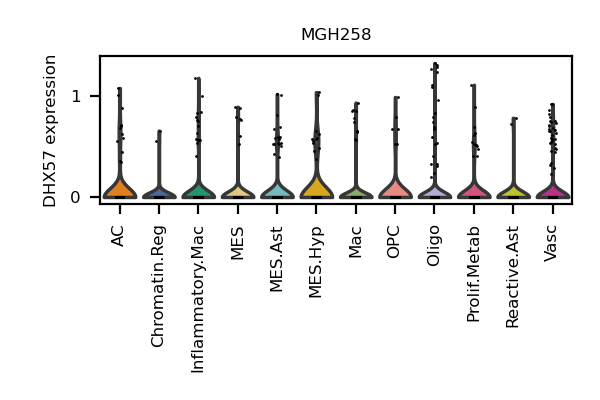 MGH258
DHX57 expression
1
0
AC
Chromatin.Reg
Inflammatory.Mac
MES
MES.Ast
MES.Hyp
Mac
OPC
Oligo
Prolif.Metab
Reactive.Ast
Vasc